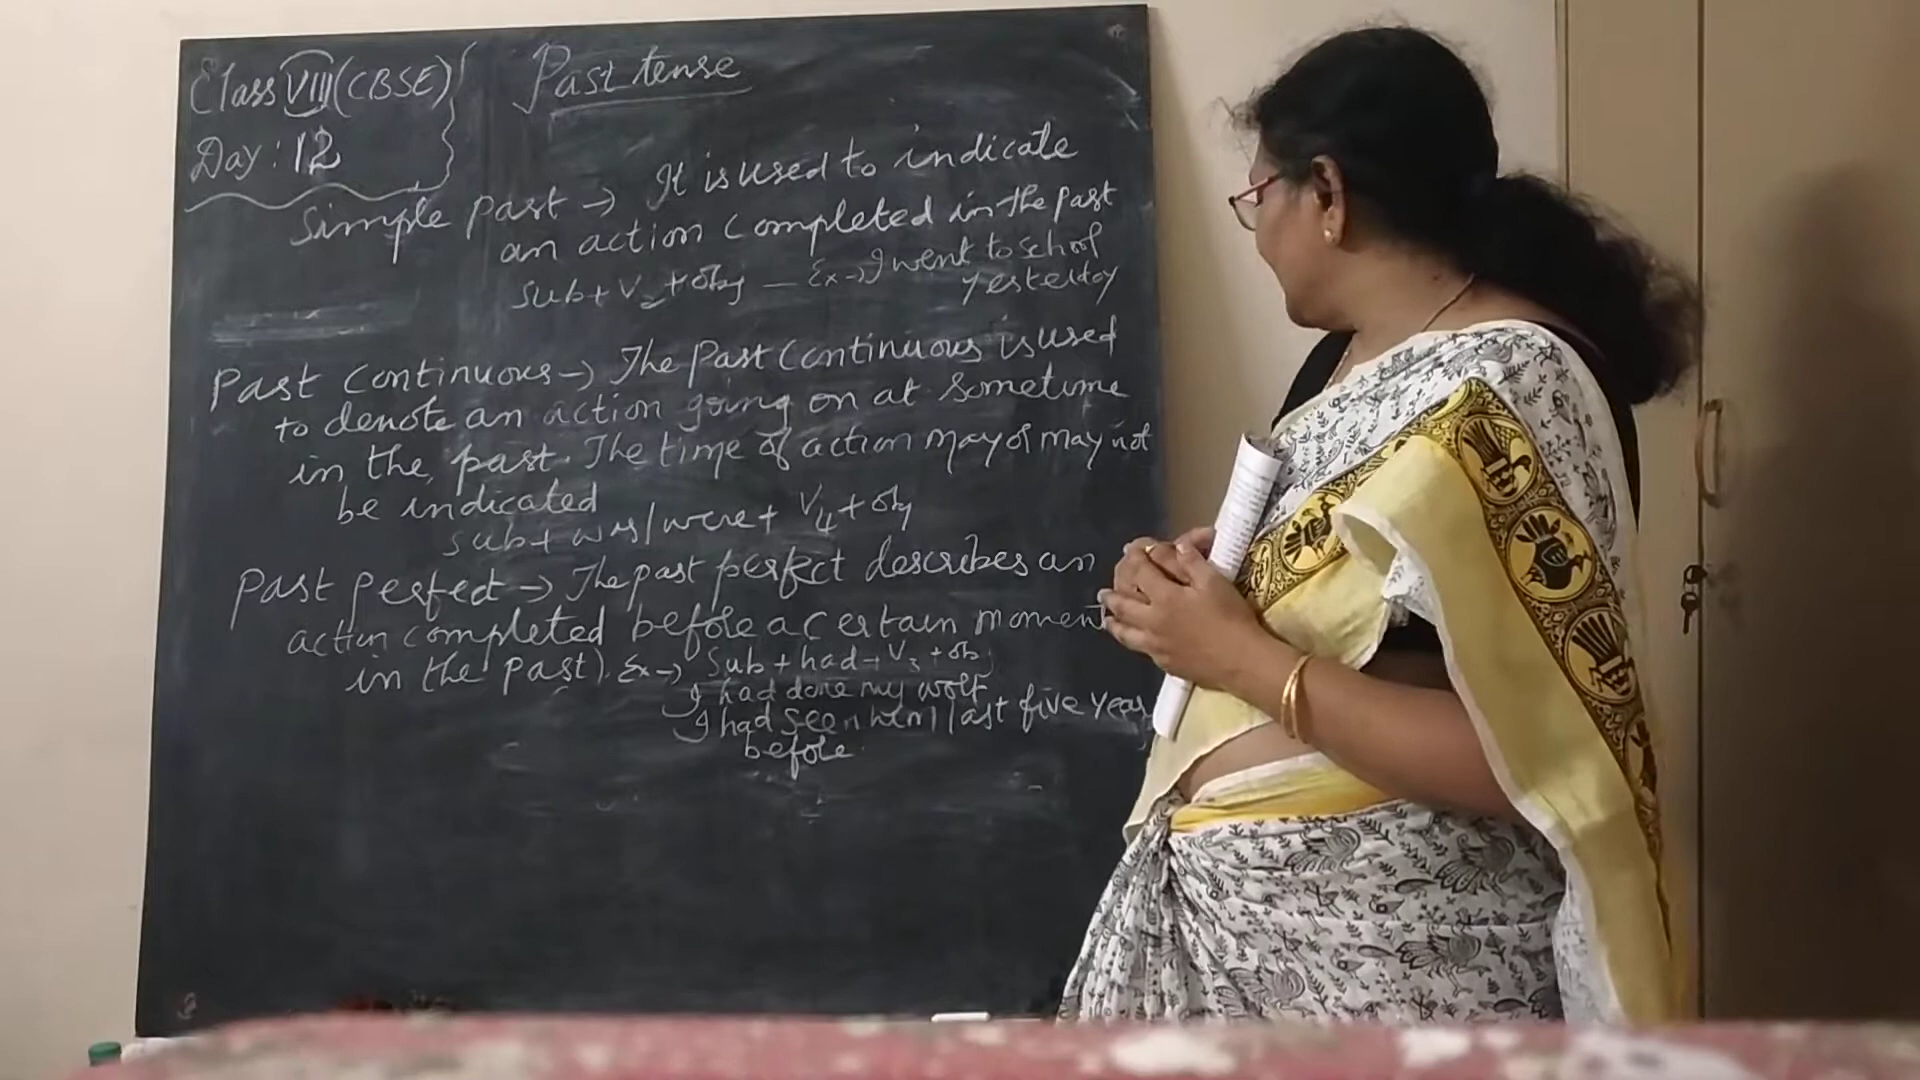 Class VIII (CBSE)
Day : 12
Past tense
Simple past → It is used to indicate
an action completed in the past
Sub + V2 + obj — Ex → I went to school
yesterday
Past Continuous → The Past Continuous is used
to denote an action going on at sometime
in the past. The time of action may or may not
be indicated
Sub + was/were + V4 + obj
Past perfect → The past perfect describes an
action completed before a certain moment
in the past). Ex → Sub + had + V3 + obj
I had done my work
I had seen him last five year
before